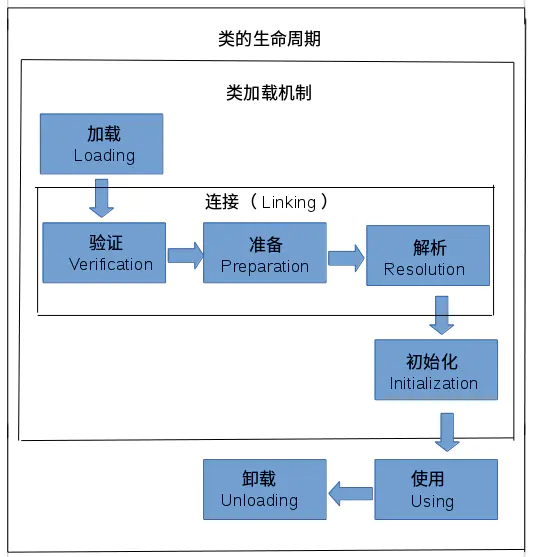 类的生命周期
类加载机制
加载
Loading
连接（ Linking ）
验证
Verification
准备
Preparation
解析
Resolution
初始化
Initialization
卸载
Unloading
使用
Using